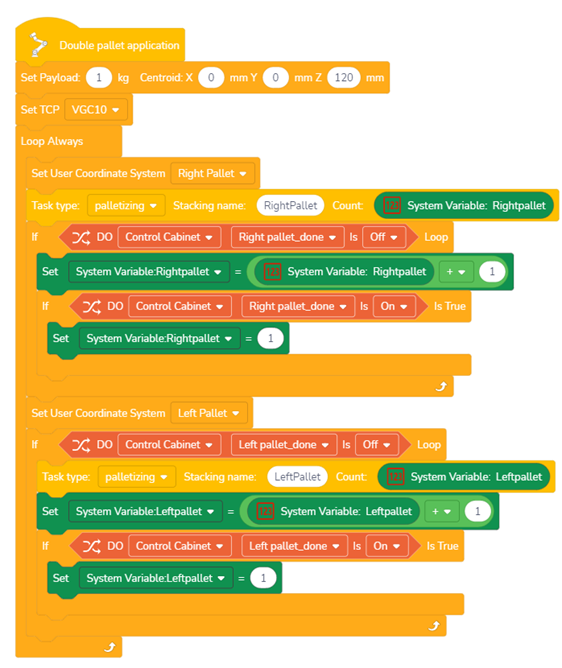 Double pallet application
Set Payload: 1 kg Centroid: X 0 mm Y 0 mm Z 120 mm
Set TCP VGC10
Loop Always
Set User Coordinate System Right Pallet
Task type: palletizing Stacking name: RightPallet Count: 123 System Variable: Rightpallet
If DO Control Cabinet Right pallet_done Is Off Loop
Set System Variable:Rightpallet = 123 System Variable: Rightpallet + 1
If DO Control Cabinet Right pallet_done Is On Is True
Set System Variable:Rightpallet = 1
Set User Coordinate System Left Pallet
If DO Control Cabinet Left pallet_done Is Off Loop
Task type: palletizing Stacking name: LeftPallet Count: 123 System Variable: Leftpallet
Set System Variable:Leftpallet = 123 System Variable: Leftpallet + 1
If DO Control Cabinet Left pallet_done Is On Is True
Set System Variable:Leftpallet = 1